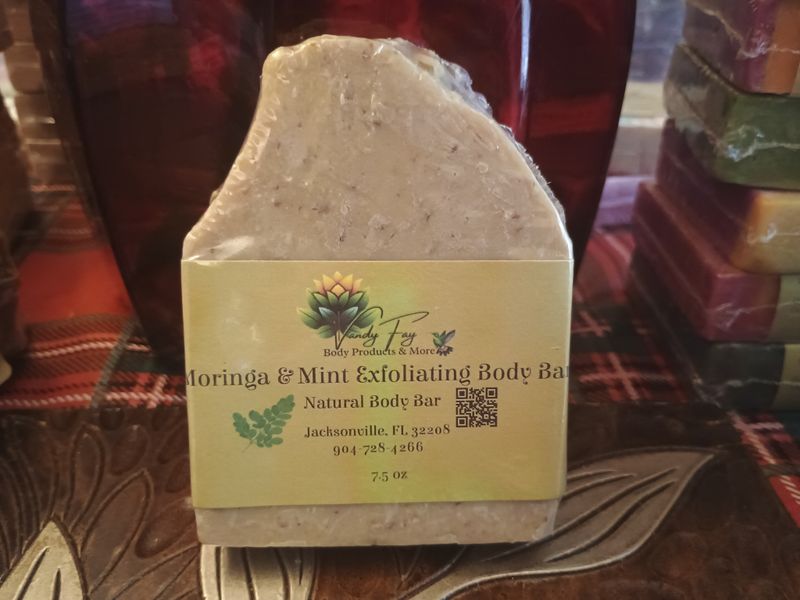 Vandy Fay
Body Products & More
Moringa & Mint Exfoliating Body Bar
Natural Body Bar
Jacksonville, FL 32208
904-728-4266
7.5 oz